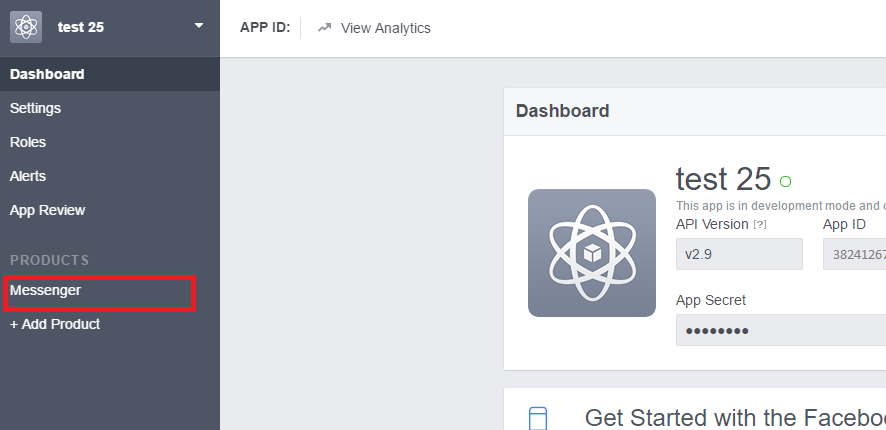 test 25
APP ID:
View Analytics
Dashboard
Settings
Roles
Alerts
App Review
PRODUCTS
Messenger
+ Add Product
Dashboard
test 25
This app is in development mode and
API Version [?]
App ID
v2.9
38241267
App Secret
●●●●●●●●
Get Started with the Facebo